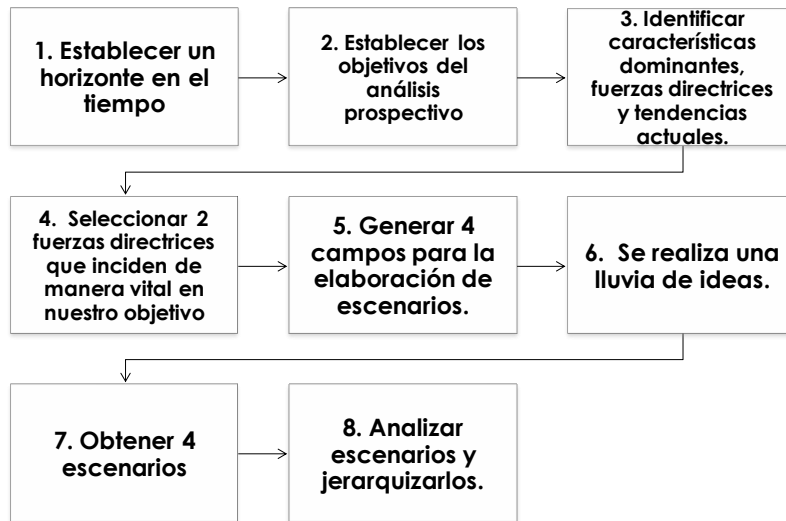 1. Establecer un
horizonte en el
tiempo
2. Establecer los
objetivos del
análisis
prospectivo
3. Identificar
características
dominantes,
fuerzas directrices
y tendencias
actuales.
4. Seleccionar 2
fuerzas directrices
que inciden de
manera vital en
nuestro objetivo
5. Generar 4
campos para la
elaboración de
escenarios.
6. Se realiza una
lluvia de ideas.
7. Obtener 4
escenarios
8. Analizar
escenarios y
jerarquizarlos.